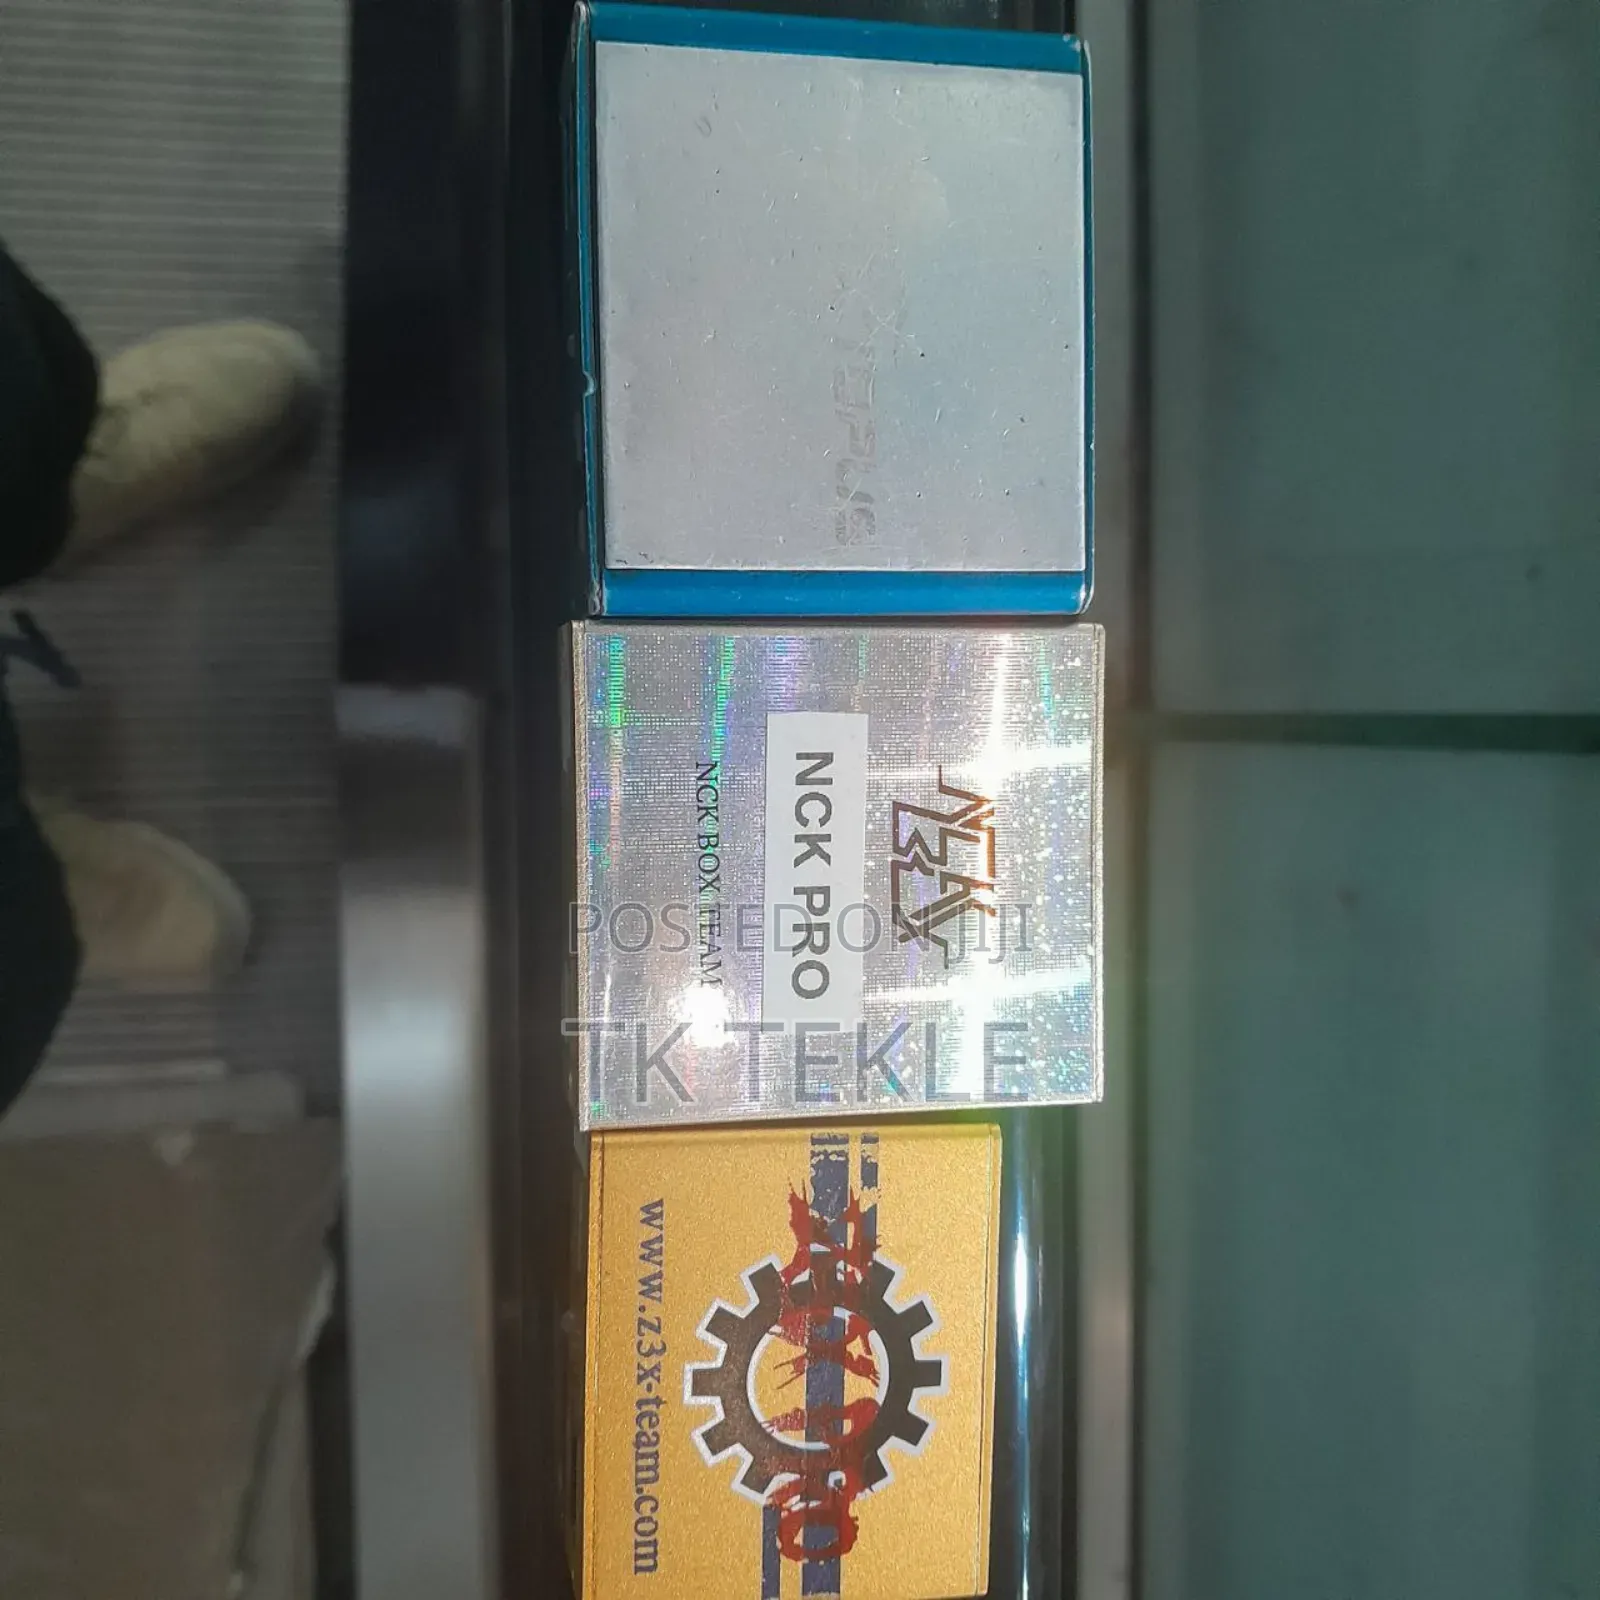 NCK PRO
NCK BOX TEAM
www.z3x-team.com
POSTED ON JIJI
TK TEKLE